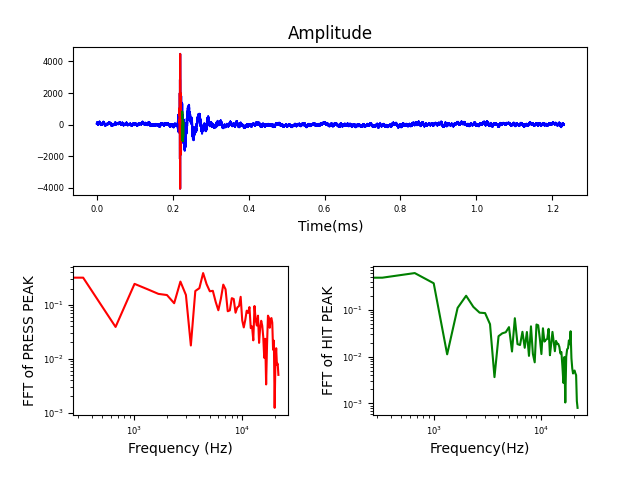 Amplitude
4000
2000
0
−2000
−4000
0.0 0.2 0.4 0.6 0.8 1.0 1.2
Time(ms)
FFT of PRESS PEAK
10⁻¹
10⁻²
10⁻³
10³ 10⁴
Frequency (Hz)
FFT of HIT PEAK
10⁻¹
10⁻²
10⁻³
10³ 10⁴
Frequency(Hz)